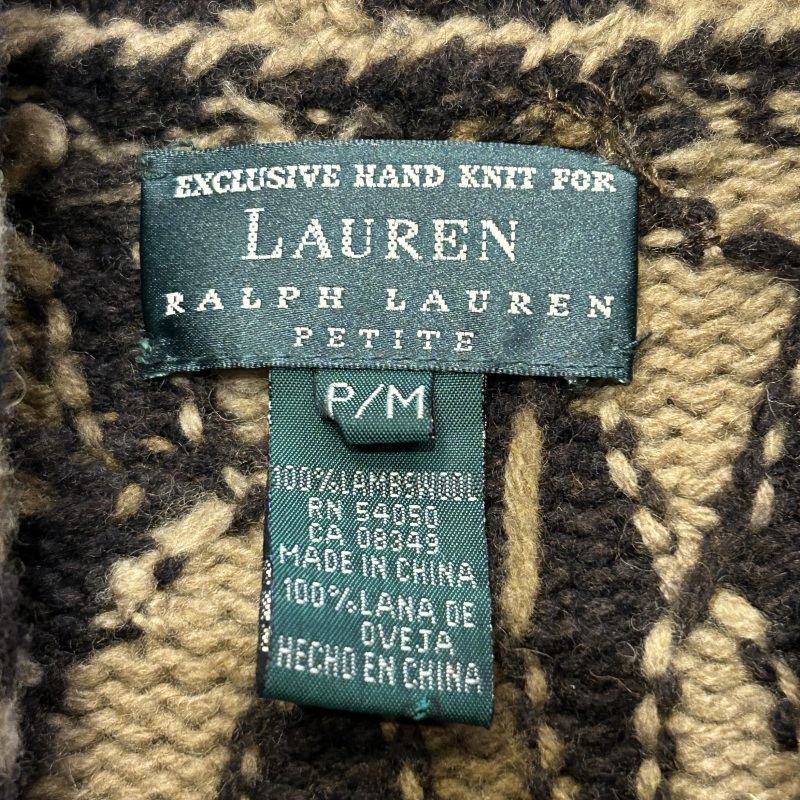 EXCLUSIVE HAND KNIT FOR
LAUREN
RALPH LAUREN
PETITE
P/M
100% LAMBSWOOL
RN 54050
CA 08349
MADE IN CHINA
100% LANA DE
OVEJA
HECHO EN CHINA